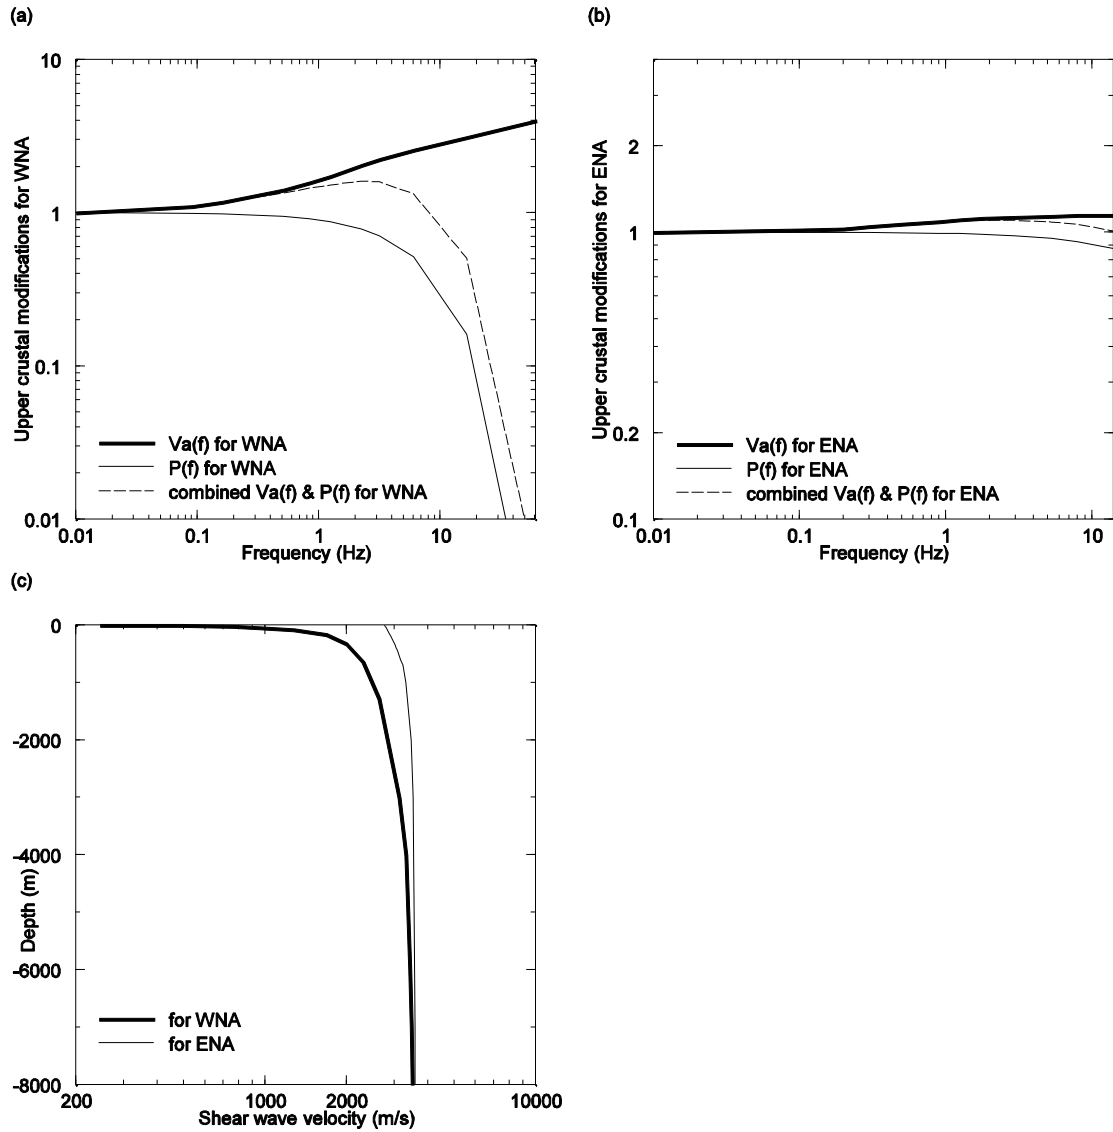 (a)
Upper crustal modifications for WNA
10
1
0.1
0.01
Va(f) for WNA
P(f) for WNA
combined Va(f) & P(f) for WNA
0.01
0.1
1
10
Frequency (Hz)
(b)
Upper crustal modifications for ENA
2
1
0.2
0.1
Va(f) for ENA
P(f) for ENA
combined Va(f) & P(f) for ENA
0.01
0.1
1
10
Frequency (Hz)
(c)
Depth (m)
0
-2000
-4000
-6000
-8000
for WNA
for ENA
200
1000
2000
10000
Shear wave velocity (m/s)